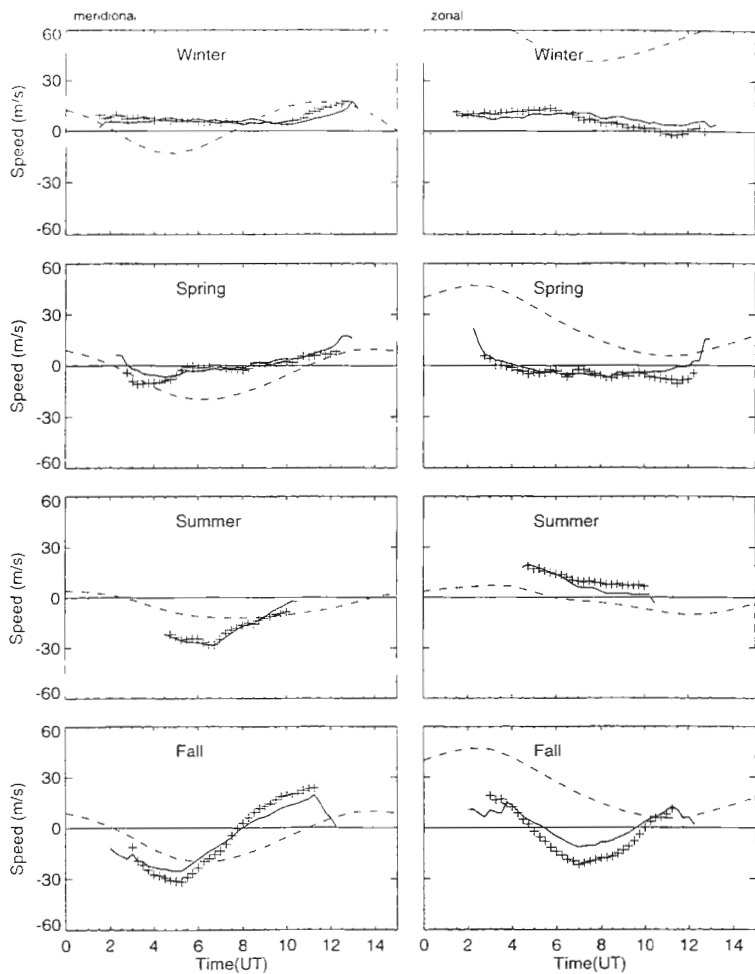 meridional
zonal
60
30
0
-30
-60
Speed (m/s)
Winter
Winter
60
30
0
-30
-60
Speed (m/s)
Spring
Spring
60
30
0
-30
-60
Speed (m/s)
Summer
Summer
60
30
0
-30
-60
Speed (m/s)
Fall
Fall
0 2 4 6 8 10 12 14
0 4 6 8 10 12 14
Time(UT)
Time(UT)